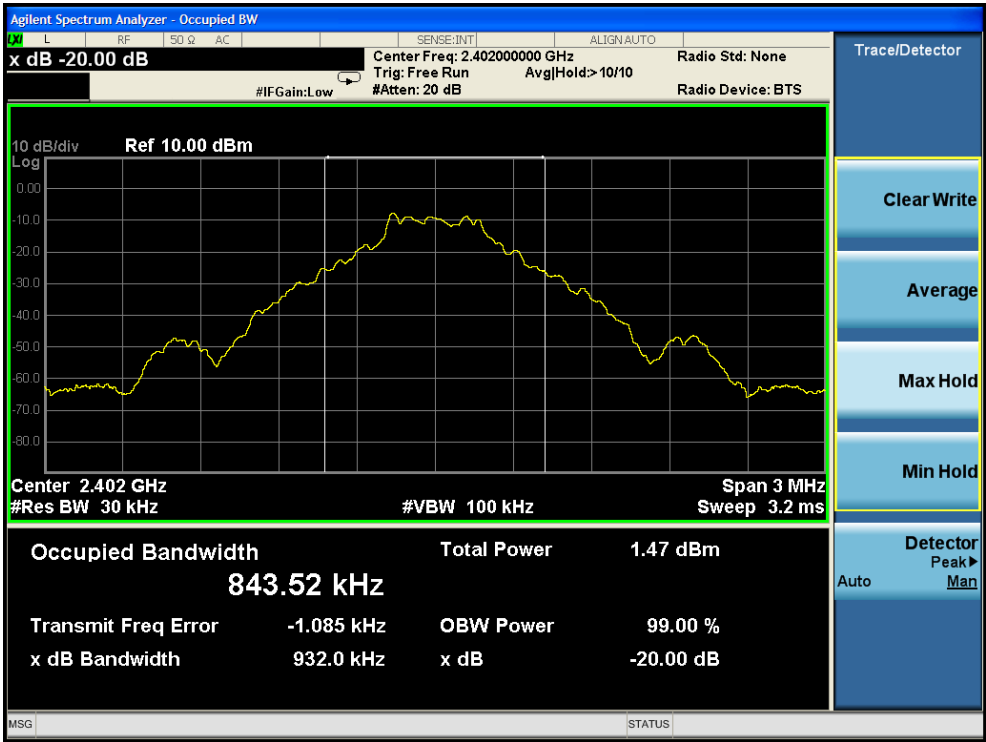 Agilent Spectrum Analyzer - Occupied BW
LXI L RF 50 Ω AC SENSE:INT ALIGN AUTO
x dB -20.00 dB
Center Freq: 2.402000000 GHz
Radio Std: None
Trig: Free Run Avg|Hold:> 10/10
#IFGain:Low
#Atten: 20 dB
Radio Device: BTS
Trace/Detector
10 dB/div Ref 10.00 dBm
Log
0.00
-10.0
-20.0
-30.0
-40.0
-50.0
-60.0
-70.0
-80.0
Center 2.402 GHz
Span 3 MHz
#Res BW 30 kHz
#VBW 100 kHz
Sweep 3.2 ms
Clear Write
Average
Max Hold
Min Hold
Detector
Peak▶
Auto Man
Occupied Bandwidth
843.52 kHz
Total Power 1.47 dBm
Transmit Freq Error -1.085 kHz
OBW Power 99.00 %
x dB Bandwidth 932.0 kHz
x dB -20.00 dB
MSG STATUS